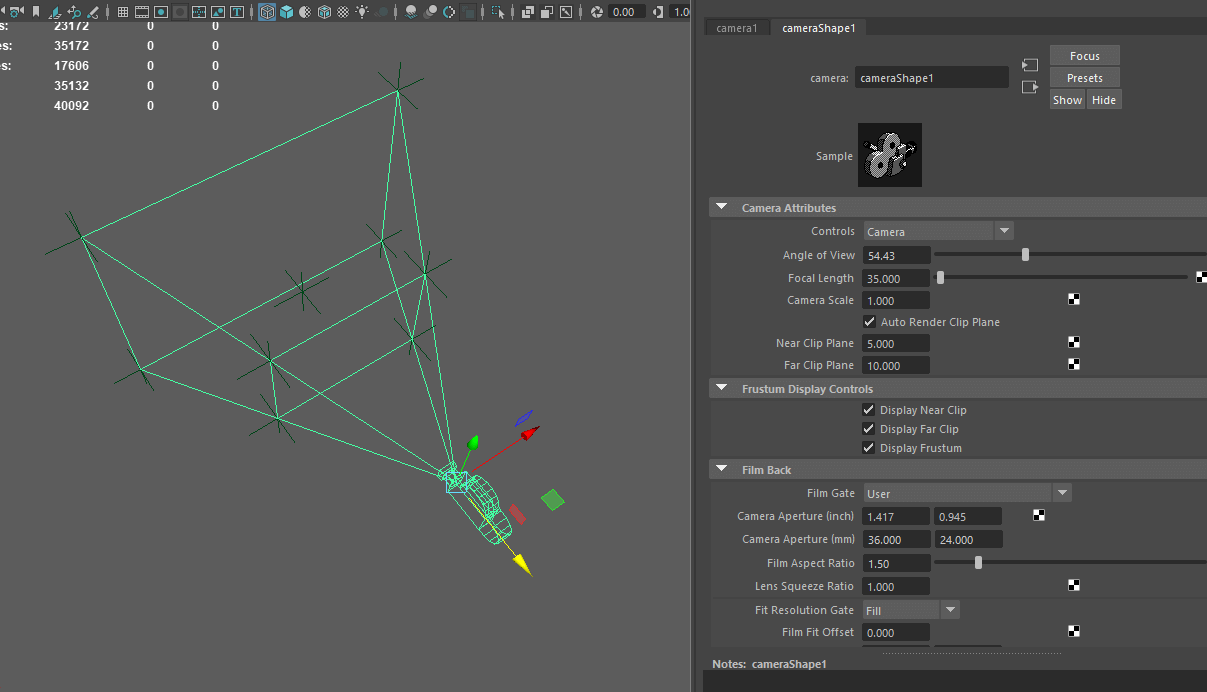 0.00 1.00
s: 23172 0 0
es: 35172 0 0
s: 17606 0 0
35132 0 0
40092 0 0
camera1 cameraShape1
camera: cameraShape1
Focus
Presets
Show Hide
Sample
Camera Attributes
Controls Camera
Angle of View 54.43
Focal Length 35.000
Camera Scale 1.000
Auto Render Clip Plane
Near Clip Plane 5.000
Far Clip Plane 10.000
Frustum Display Controls
Display Near Clip
Display Far Clip
Display Frustum
Film Back
Film Gate User
Camera Aperture (inch) 1.417 0.945
Camera Aperture (mm) 36.000 24.000
Film Aspect Ratio 1.50
Lens Squeeze Ratio 1.000
Fit Resolution Gate Fill
Film Fit Offset 0.000
Notes: cameraShape1